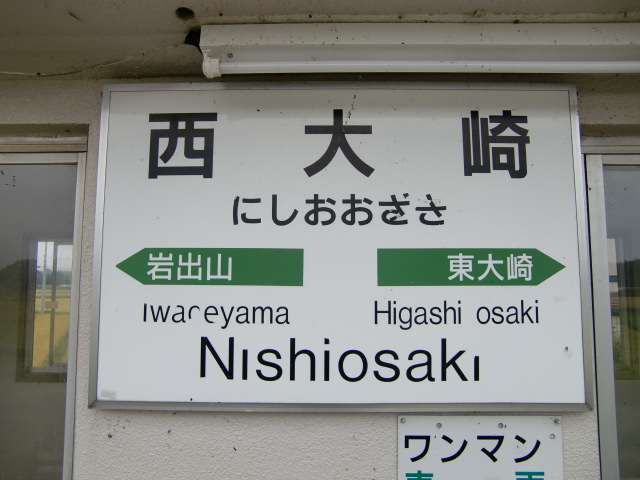 西大崎
にしおおざき
岩出山 東大崎
Iwadeyama Higashi osaki
Nishiosaki
ワンマン